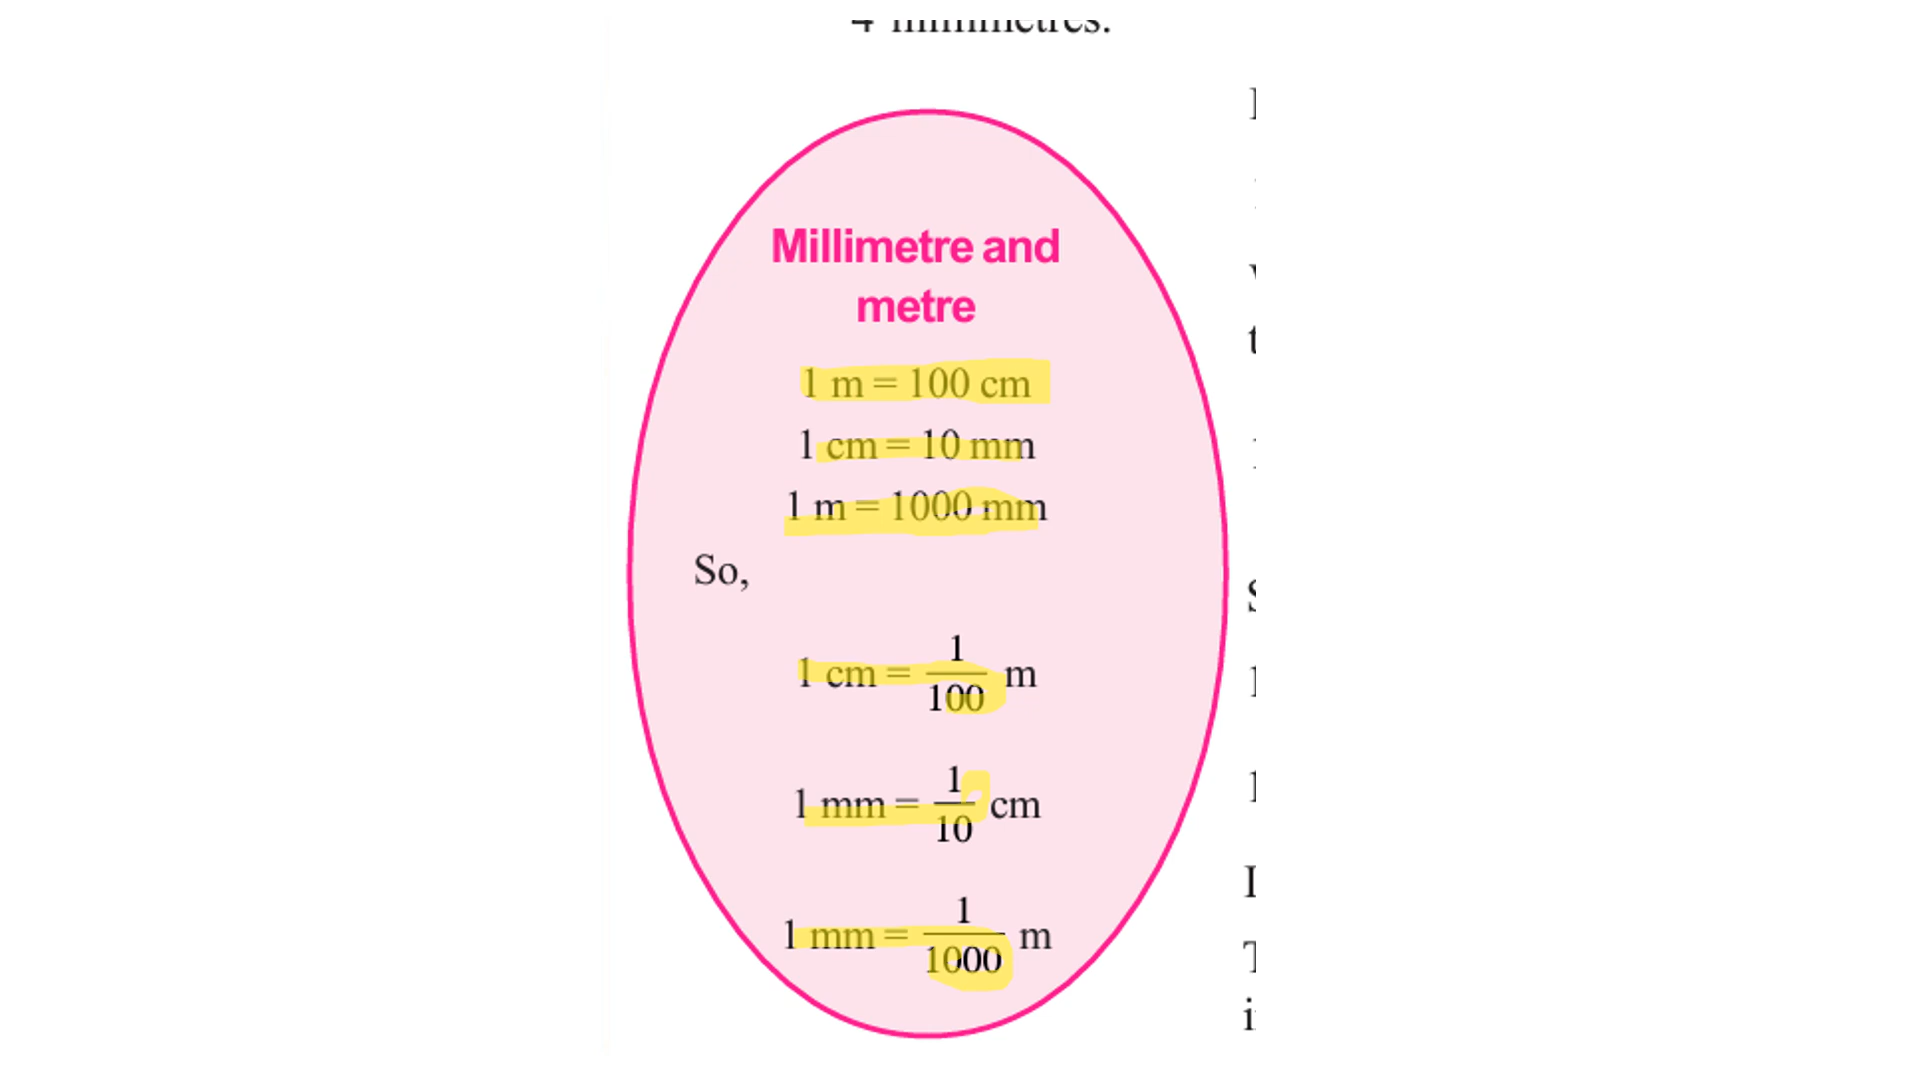 Millimetre and
metre
1 m = 100 cm
1 cm = 10 mm
1 m = 1000 mm
So,
1 cm = 1/100 m
1 mm = 1/10 cm
1 mm = 1/1000 m